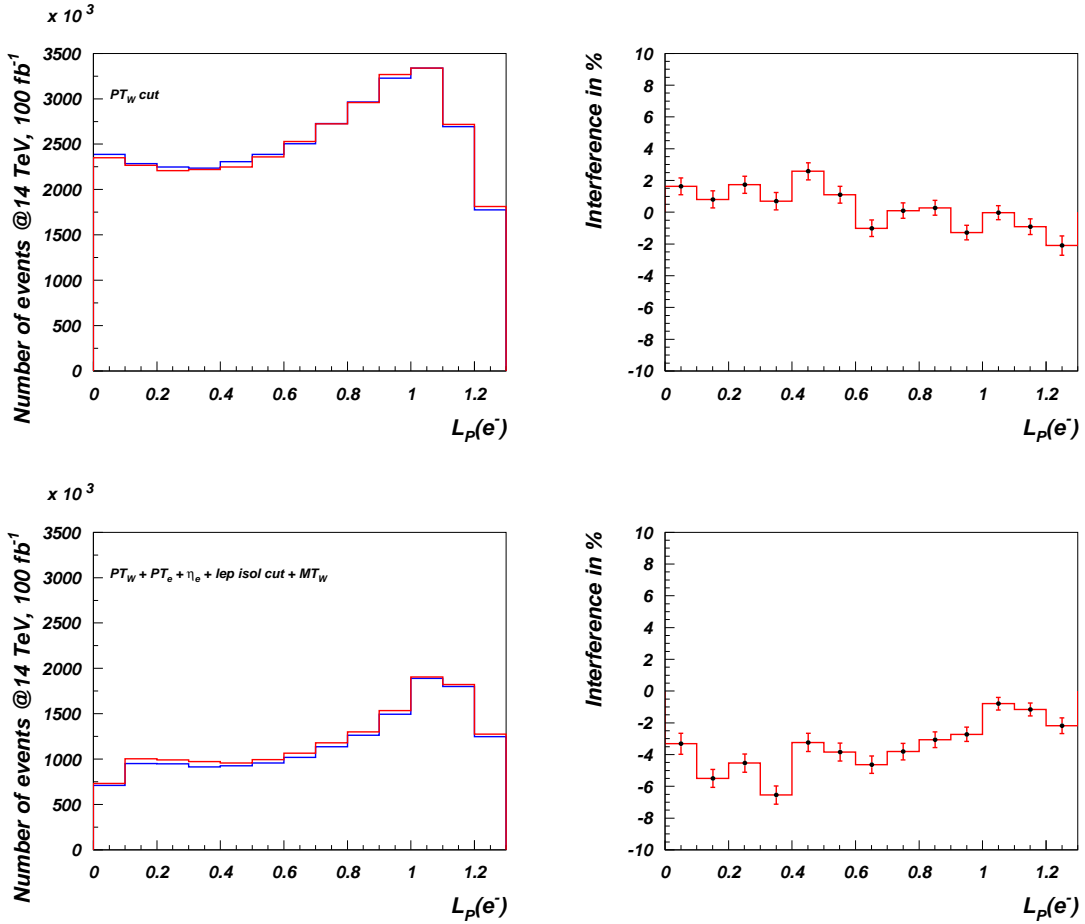 x 10³
Number of events @14 TeV, 100 fb⁻¹
3500
3000
2500
2000
1500
1000
500
0
PT_W cut
0 0.2 0.4 0.6 0.8 1 1.2
L_P(e⁻)
Interference in %
10
8
6
4
2
0
-2
-4
-6
-8
-10
0 0.2 0.4 0.6 0.8 1 1.2
L_P(e⁻)
x 10³
Number of events @14 TeV, 100 fb⁻¹
3500
3000
2500
2000
1500
1000
500
0
PT_W + PT_e + η_e + lep isol cut + MT_W
0 0.2 0.4 0.6 0.8 1 1.2
L_P(e⁻)
Interference in %
10
8
6
4
2
0
-2
-4
-6
-8
-10
0 0.2 0.4 0.6 0.8 1 1.2
L_P(e⁻)